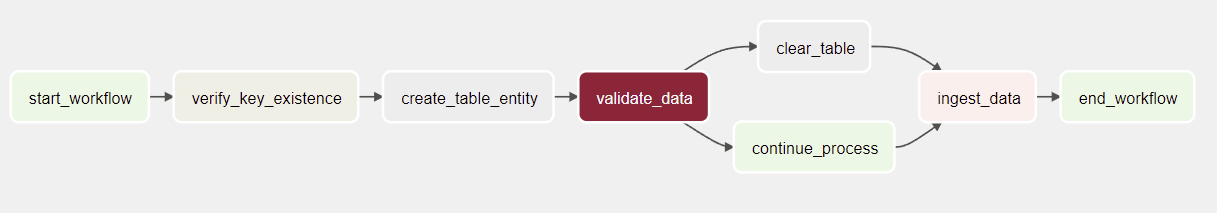 start_workflow
verify_key_existence
create_table_entity
validate_data
clear_table
continue_process
ingest_data
end_workflow